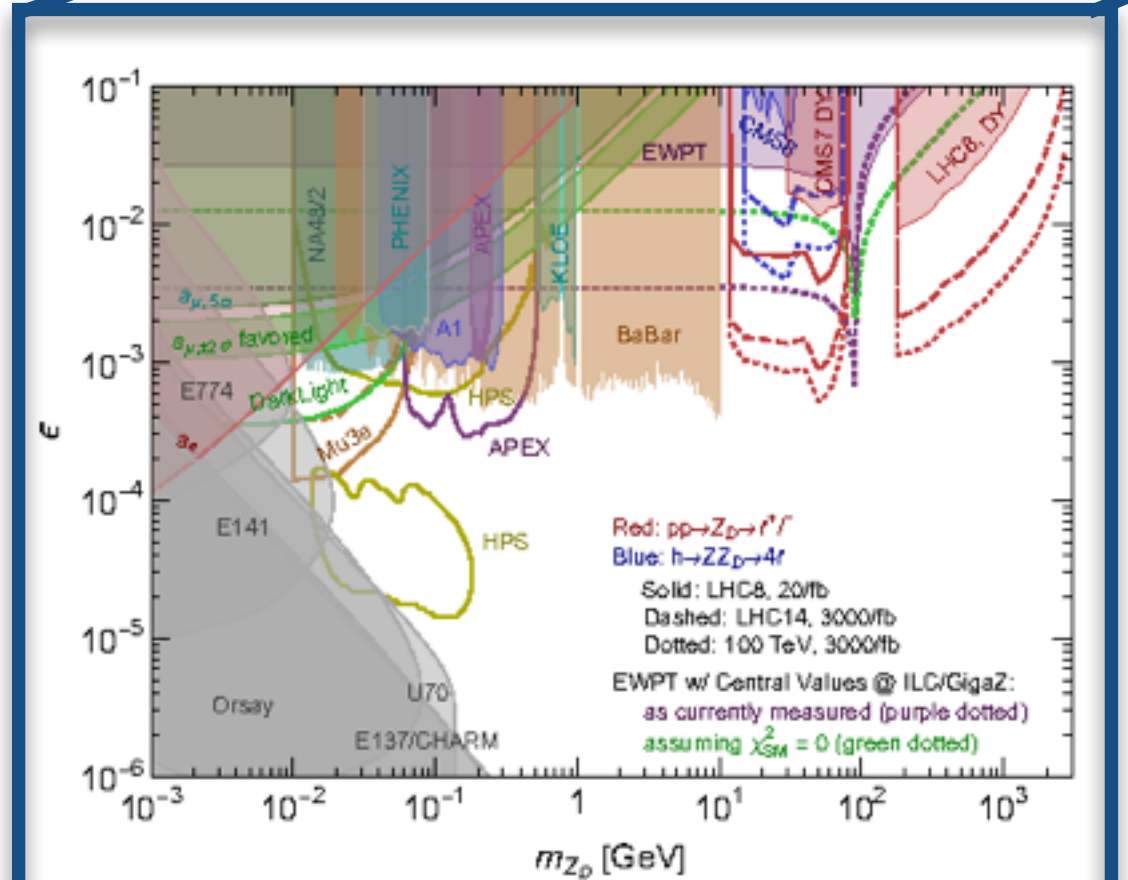 10⁻¹
10⁻²
10⁻³
10⁻⁴
10⁻⁵
10⁻⁶
ϵ
NA48/2
PHENIX
APEX
KLOE
EWPT
CMS8
CMS7 DY
LHC8, DY
aμ,5σ
aμ,±2σ favored
E774
DarkLight
aₑ
A1
BaBar
HPS
Mu3e
APEX
E141
HPS
Orsay
U70
E137/CHARM
Red: pp→Z_D→ℓ⁺ℓ⁻
Blue: h→ZZ_D→4ℓ
Solid: LHC8, 20/fb
Dashed: LHC14, 3000/fb
Dotted: 100 TeV, 3000/fb
EWPT w/ Central Values @ ILC/GigaZ:
as currently measured (purple dotted)
assuming χ²_SM = 0 (green dotted)
10⁻³ 10⁻² 10⁻¹ 1 10¹ 10² 10³
m_Z_D [GeV]